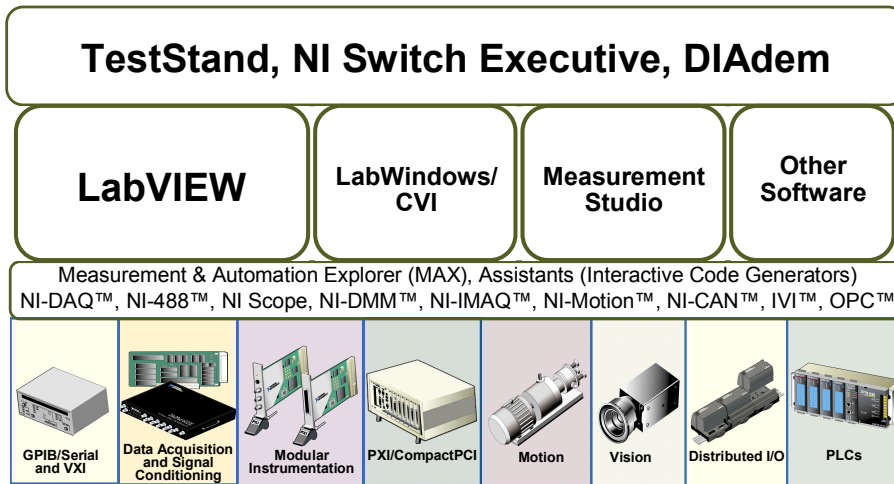 TestStand, NI Switch Executive, DIAdem
LabVIEW
LabWindows/
CVI
Measurement
Studio
Other
Software
Measurement & Automation Explorer (MAX), Assistants (Interactive Code Generators)
NI-DAQ™, NI-488™, NI Scope, NI-DMM™, NI-IMAQ™, NI-Motion™, NI-CAN™, IVI™, OPC™
GPIB/Serial
and VXI
Data Acquisition
and Signal
Conditioning
Modular
Instrumentation
PXI/CompactPCI
Motion
Vision
Distributed I/O
PLCs